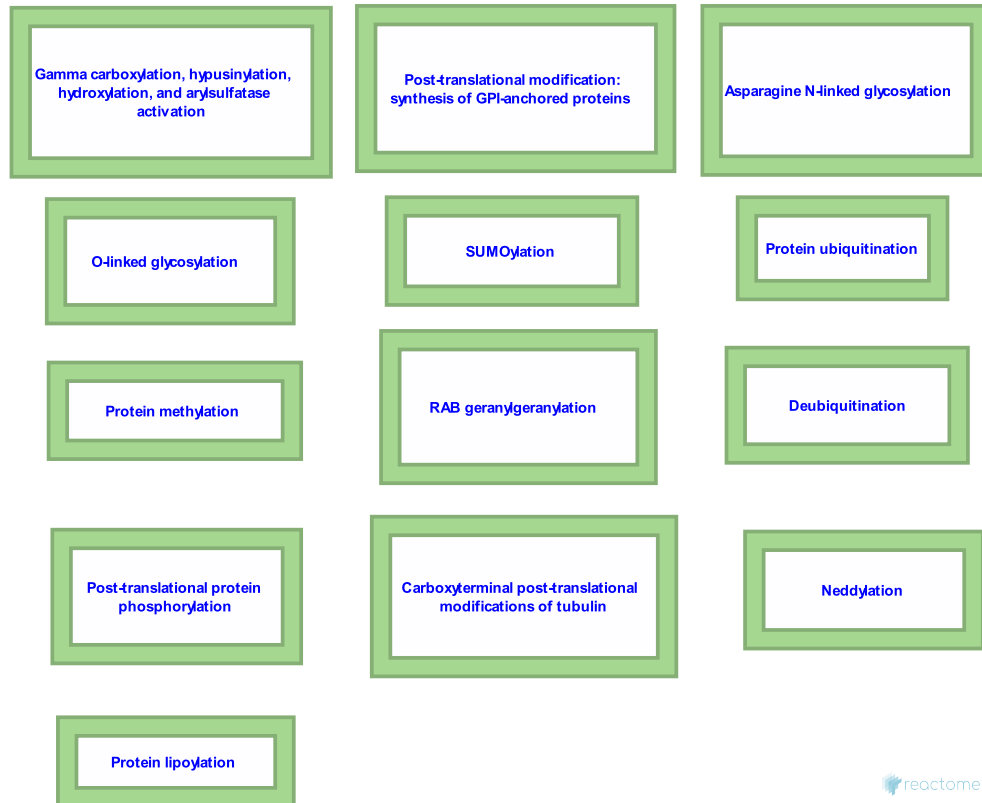 Gamma carboxylation, hypusinylation,
hydroxylation, and arylsulfatase
activation
Post-translational modification:
synthesis of GPI-anchored proteins
Asparagine N-linked glycosylation
O-linked glycosylation
SUMOylation
Protein ubiquitination
Protein methylation
RAB geranylgeranylation
Deubiquitination
Post-translational protein
phosphorylation
Carboxyterminal post-translational
modifications of tubulin
Neddylation
Protein lipoylation
reactome